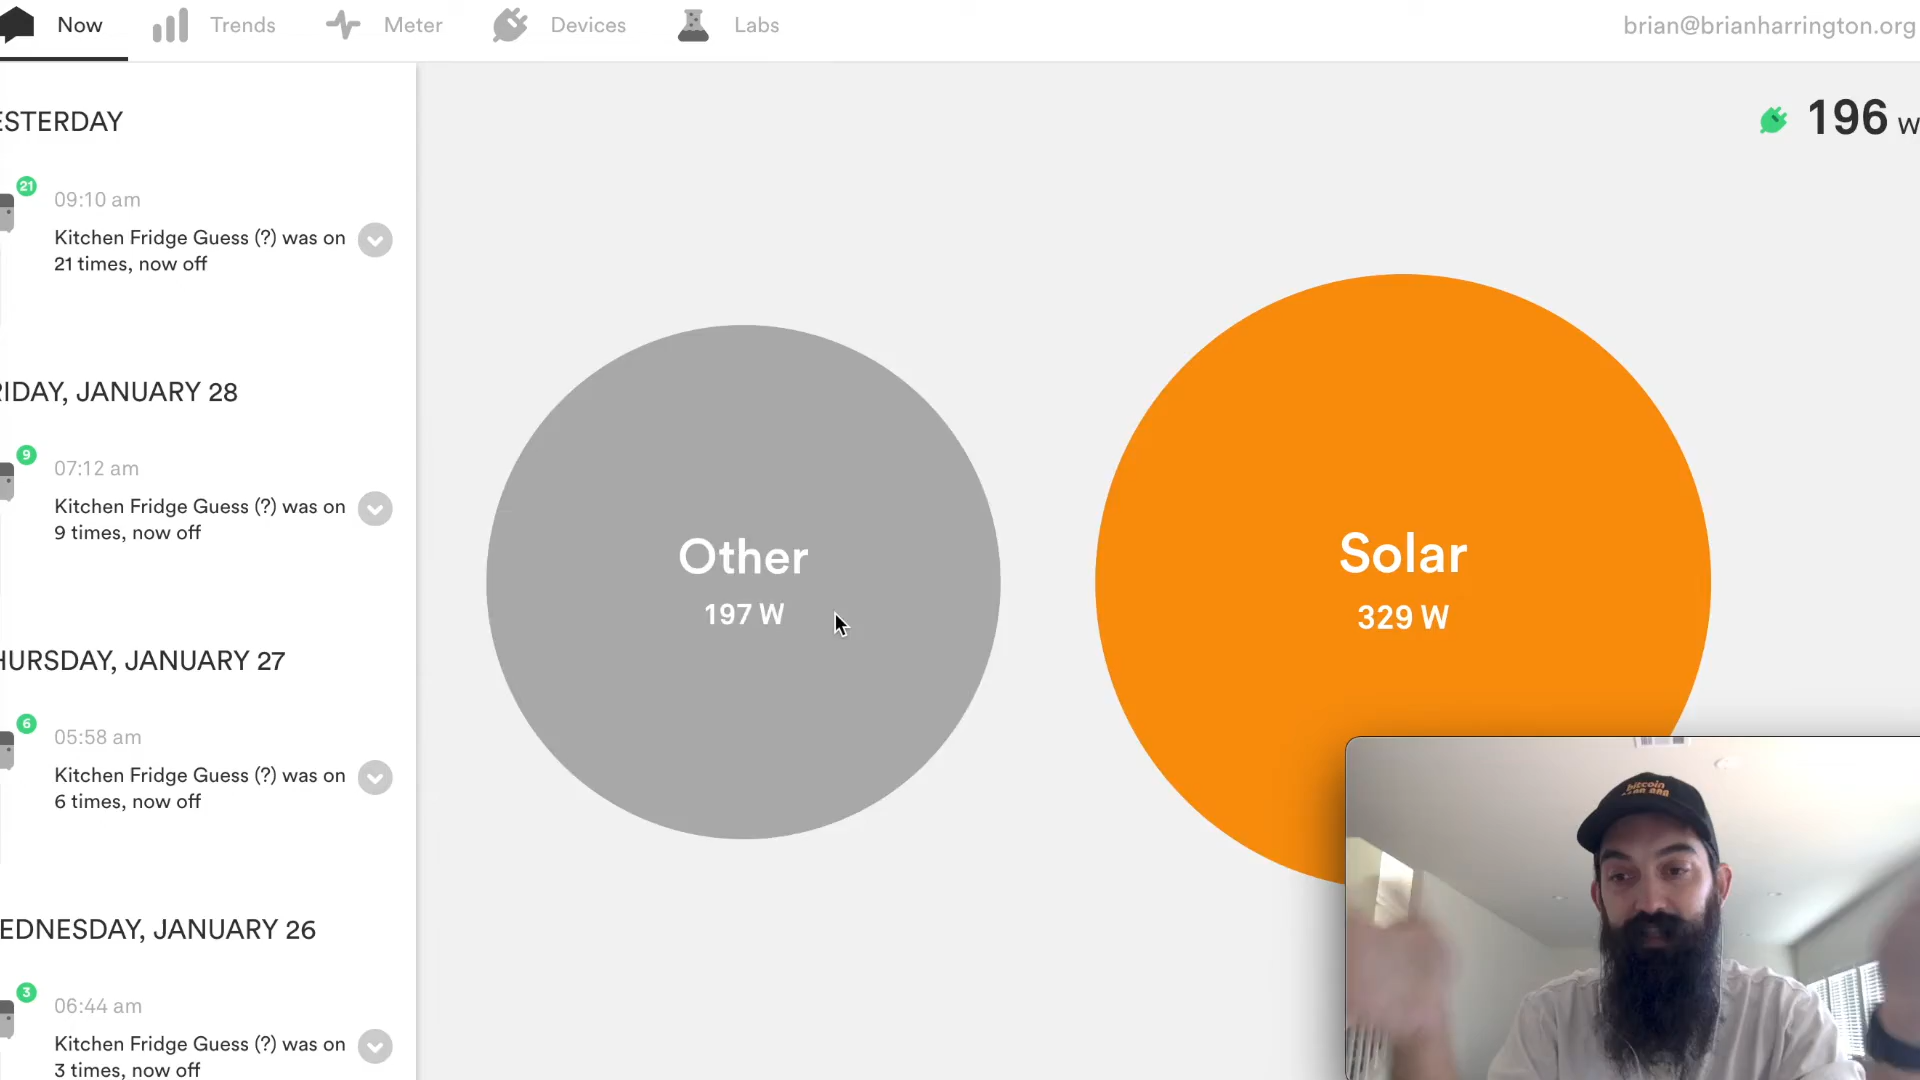 Now
Trends
Meter
Devices
Labs
brian@brianharrington.org
ESTERDAY
21
09:10 am
Kitchen Fridge Guess (?) was on
21 times, now off
RIDAY, JANUARY 28
9
07:12 am
Kitchen Fridge Guess (?) was on
9 times, now off
HURSDAY, JANUARY 27
6
05:58 am
Kitchen Fridge Guess (?) was on
6 times, now off
EDNESDAY, JANUARY 26
3
06:44 am
Kitchen Fridge Guess (?) was on
3 times, now off
196 w
Other
197 W
Solar
329 W
bitcoin